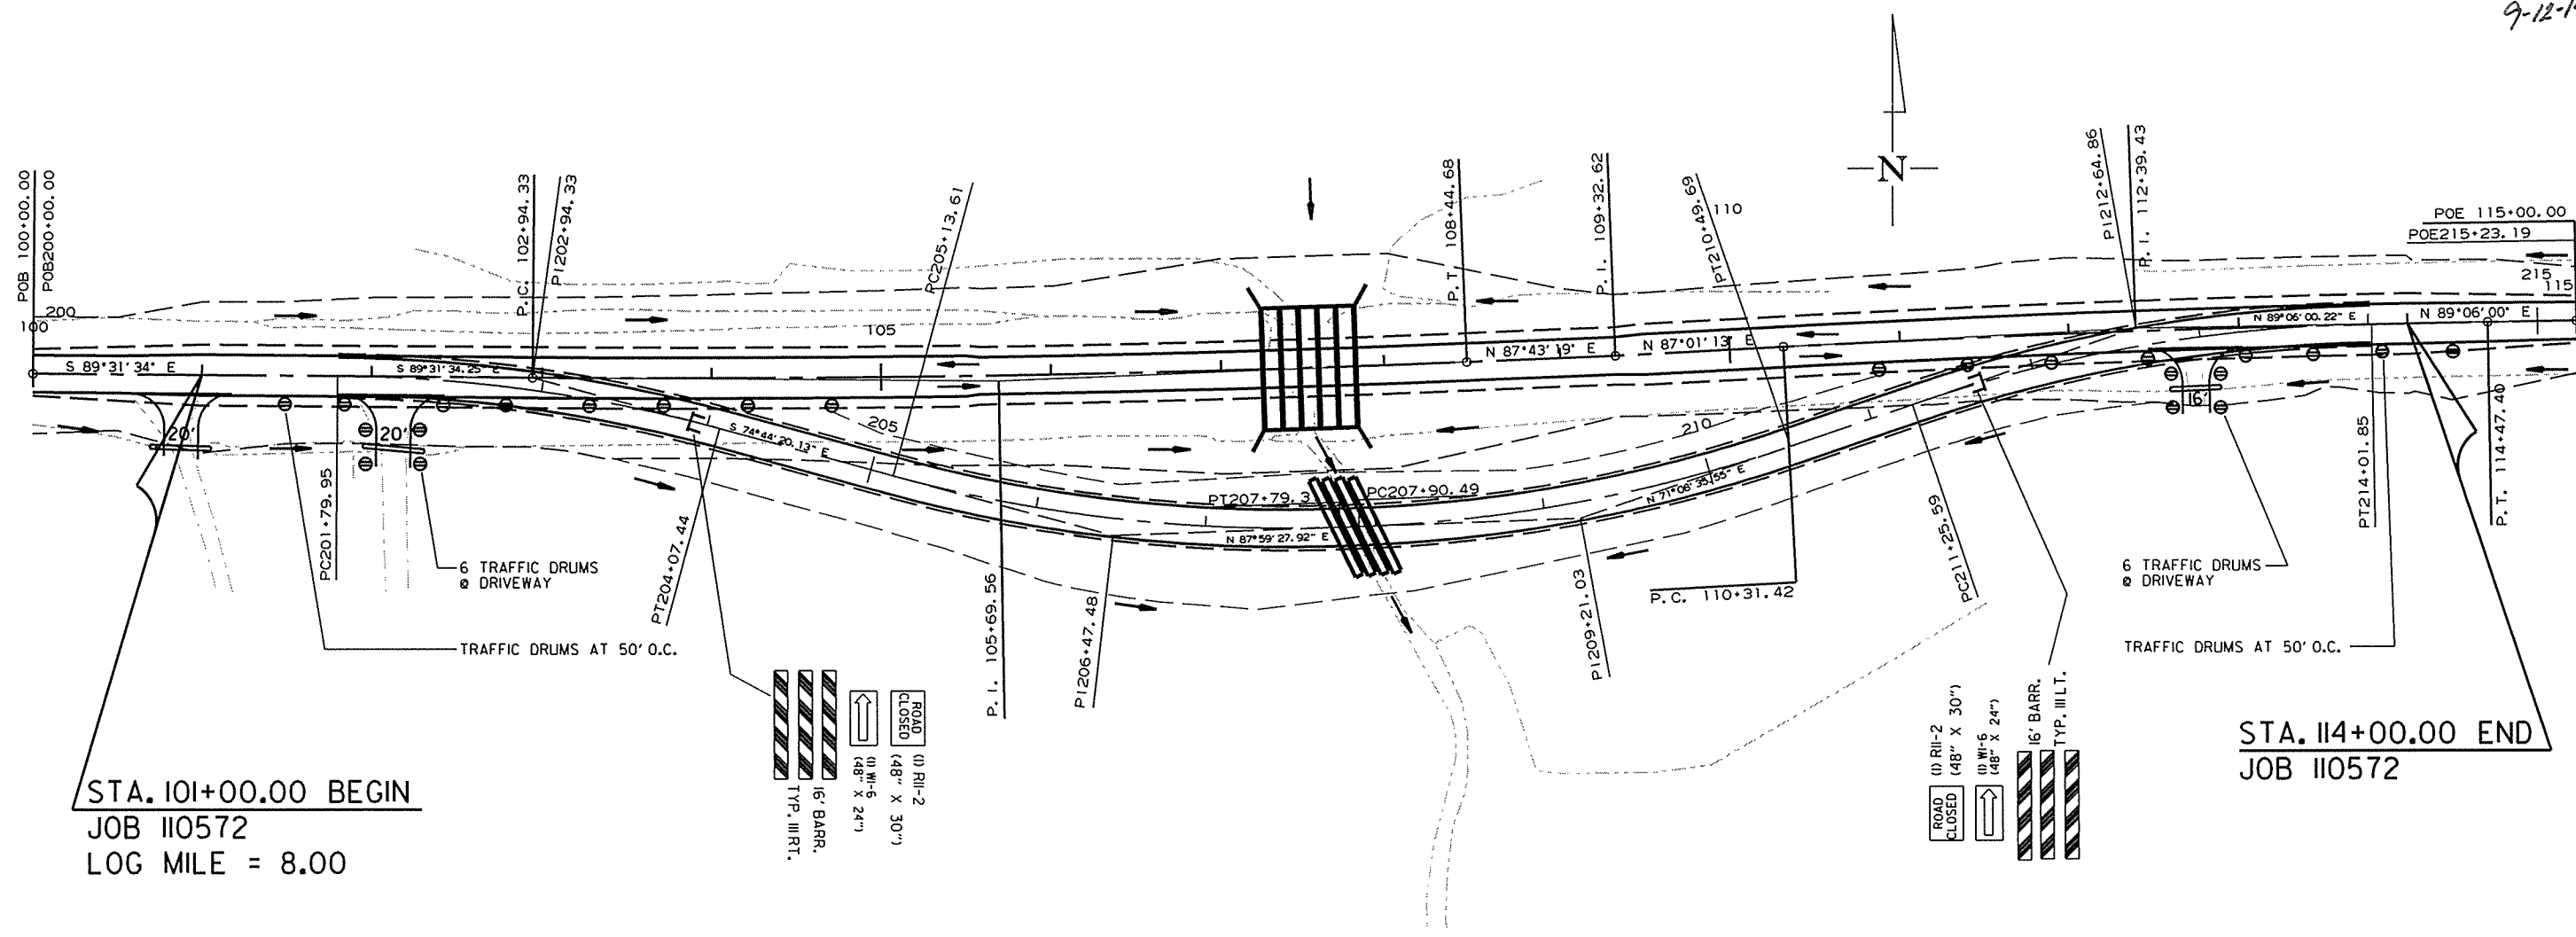 9-12-1
POB 100+00.00
POB200+00.00
200
100
S 89°31'34" E
S 89°31'34.25" E
P.C. 102+94.33
PI202+94.33
PC205+13.61
105
P.T. 108+44.68
P.I. 109+32.62
PT210+49.69
110
N
PI212+64.86
P.I. 112+39.43
POE 115+00.00
POE215+23.19
215
115
N 87°43'19" E
N 87°01'13" E
N 89°06'00.22" E
N 89°06'00" E
20'
20'
16'
S 74°44'20.13" E
205
210
PT207+79.3
PC207+90.49
N 87°59'27.92" E
N 71°08'35.55" E
PC201+79.95
PT204+07.44
P.I. 105+69.56
PI206+47.48
PI209+21.03
P.C. 110+31.42
PC211+25.59
PT214+01.85
P.T. 114+47.40
6 TRAFFIC DRUMS
@ DRIVEWAY
TRAFFIC DRUMS AT 50' O.C.
6 TRAFFIC DRUMS
@ DRIVEWAY
TRAFFIC DRUMS AT 50' O.C.
ROAD
CLOSED
(1) R11-2
(48" X 30")
(1) W1-6
(48" X 24")
16' BARR.
TYP. III RT.
ROAD
CLOSED
(1) R11-2
(48" X 30")
(1) W1-6
(48" X 24")
16' BARR.
TYP. III LT.
STA. 101+00.00 BEGIN
JOB 110572
LOG MILE = 8.00
STA. 114+00.00 END
JOB 110572